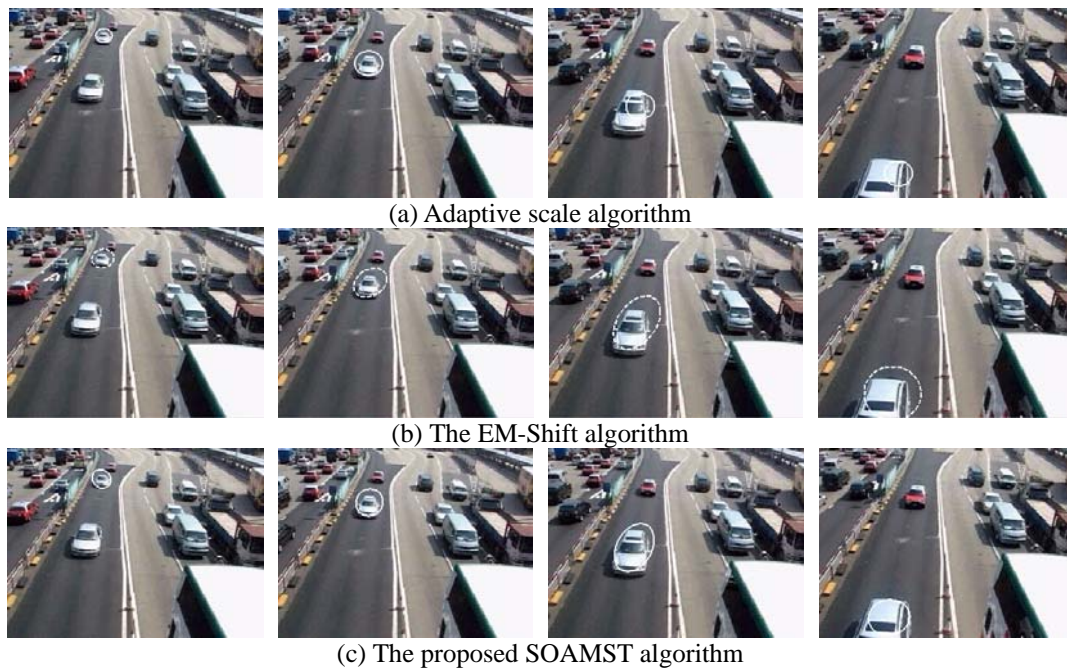 (a) Adaptive scale algorithm
(b) The EM-Shift algorithm
(c) The proposed SOAMST algorithm